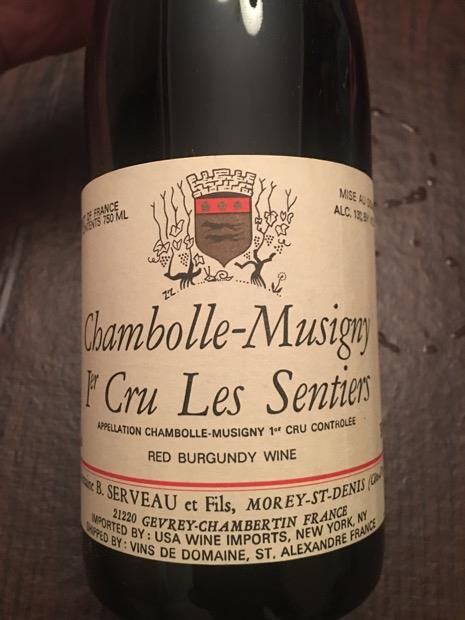 DE FRANCE
CONTENTS 750 ML
MISE AU
ALC. 13% BY
Chambolle-Musigny
1er Cru Les Sentiers
APPELLATION CHAMBOLLE-MUSIGNY 1er CRU CONTROLÉE
RED BURGUNDY WINE
B. SERVEAU et Fils, MOREY-ST-DENIS
21220 GEVREY-CHAMBERTIN FRANCE
IMPORTED BY: USA WINE IMPORTS, NEW YORK, NY
SHIPPED BY: VINS DE DOMAINE, ST. ALEXANDRE FRANCE